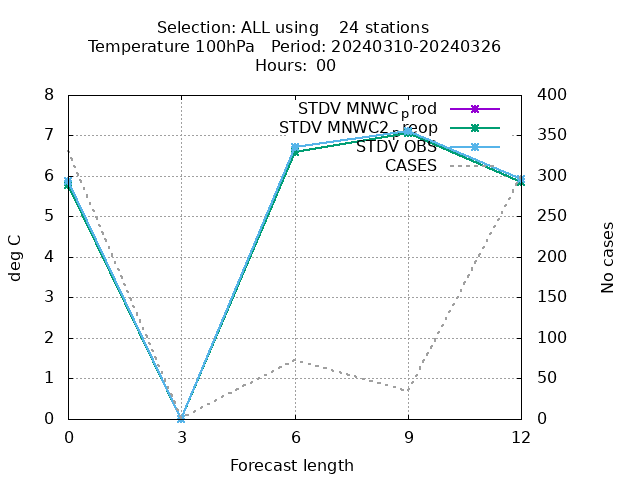 Selection: ALL using    24 stations
Temperature 100hPa   Period: 20240310-20240326
Hours:  00
8
7
6
5
4
3
2
1
0
400
350
300
250
200
150
100
50
0
STDV MNWC_prod
STDV MNWC2_reop
STDV OBS
CASES
deg C
No cases
0
3
6
9
12
Forecast length